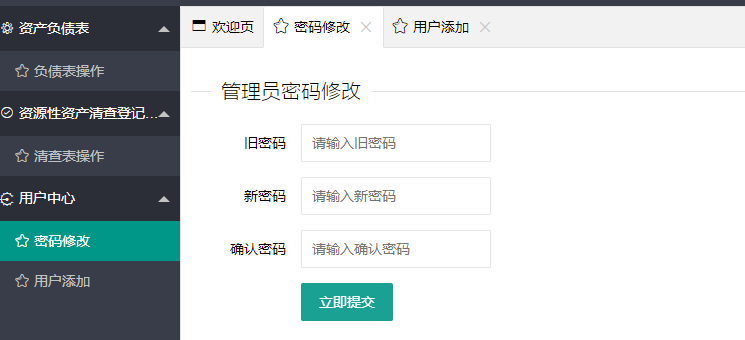 资产负债表
负债表操作
资源性资产清查登记...
清查表操作
用户中心
密码修改
用户添加
欢迎页 密码修改 用户添加
管理员密码修改
旧密码 请输入旧密码
新密码 请输入新密码
确认密码 请输入确认密码
立即提交